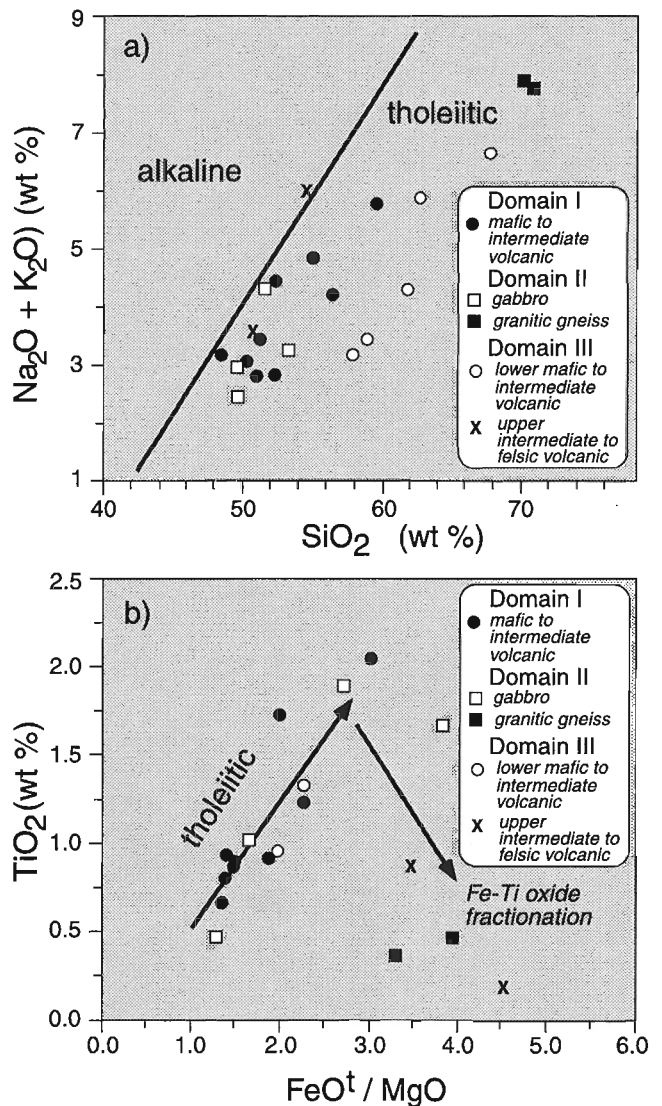 a)
9
7
5
3
1
Na2O + K2O) (wt %)
alkaline
tholeiitic
Domain I
mafic to
intermediate
volcanic
Domain II
gabbro
granitic gneiss
Domain III
lower mafic to
intermediate
volcanic
x upper
intermediate to
felsic volcanic
40 50 60 70
SiO2 (wt %)
b)
2.5
2.0
1.5
1.0
0.5
0.0
TiO2 (wt %)
tholeiitic
Domain I
mafic to
intermediate
volcanic
Domain II
gabbro
granitic gneiss
Domain III
lower mafic to
intermediate
volcanic
x upper
intermediate to
felsic volcanic
Fe-Ti oxide
fractionation
0.0 1.0 2.0 3.0 4.0 5.0 6.0
FeOt / MgO